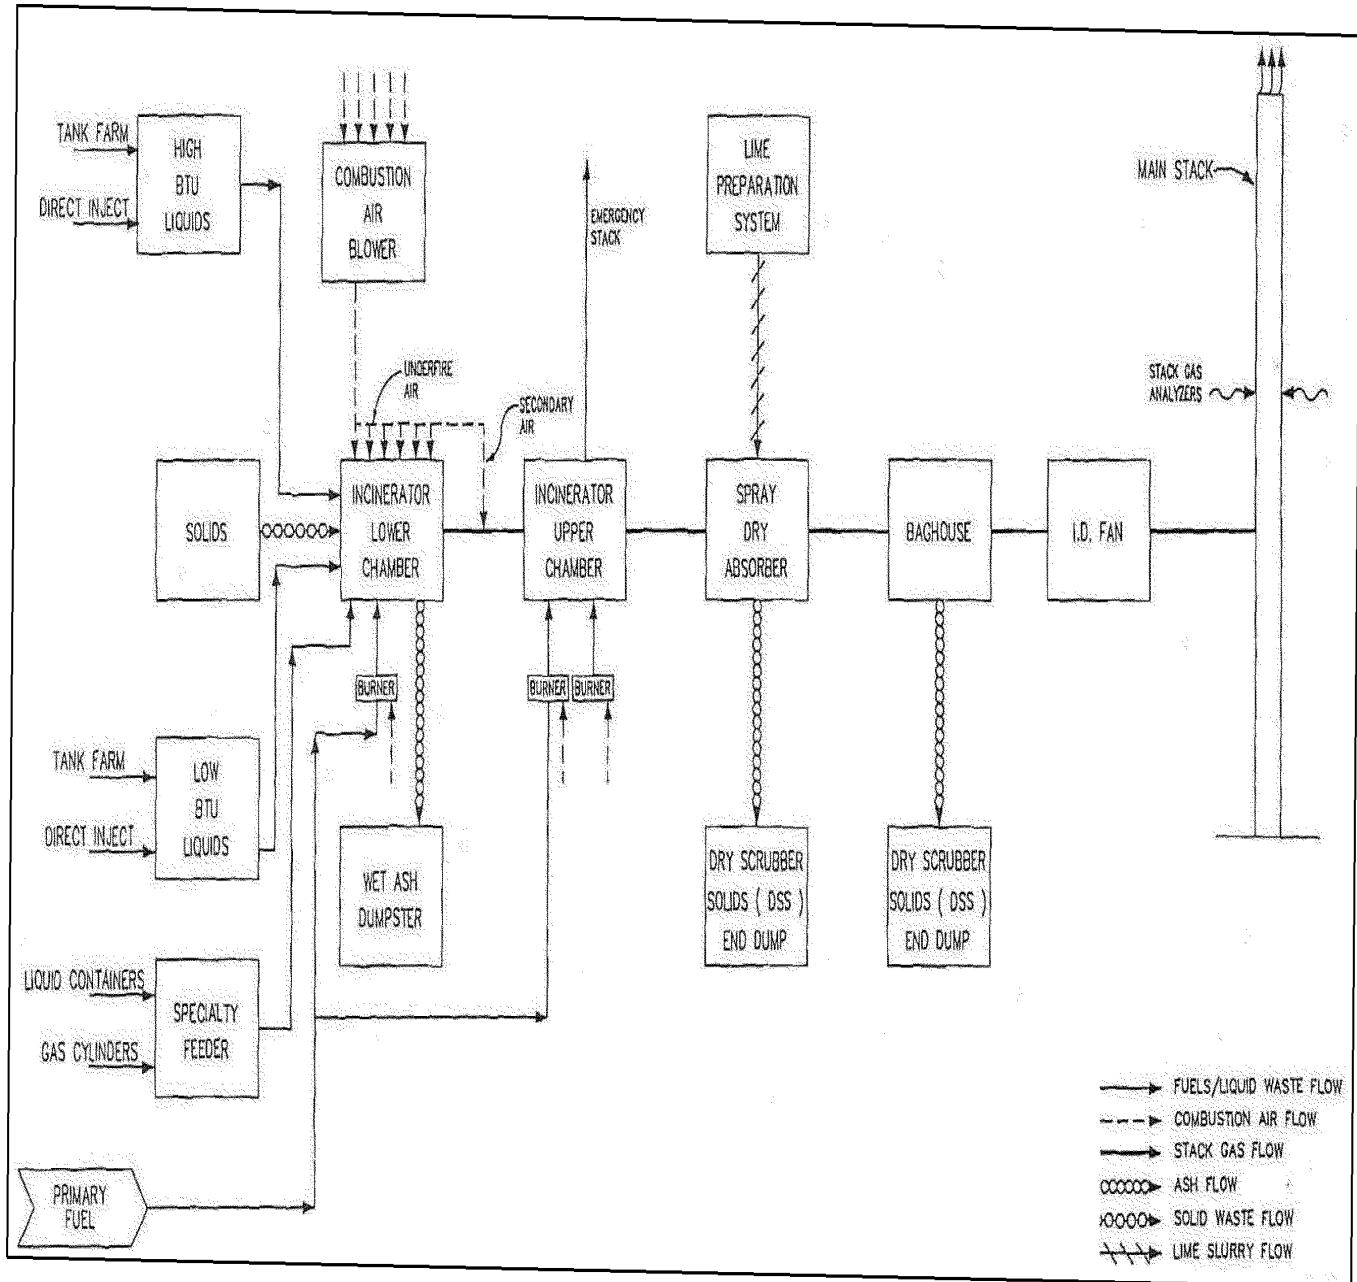 TANK FARM
DIRECT INJECT
HIGH
BTU
LIQUIDS
COMBUSTION
AIR
BLOWER
EMERGENCY
STACK
LIME
PREPARATION
SYSTEM
MAIN STACK
UNDERFIRE
AIR
SECONDARY
AIR
STACK GAS
ANALYZERS
SOLIDS
INCINERATOR
LOWER
CHAMBER
INCINERATOR
UPPER
CHAMBER
SPRAY
DRY
ABSORBER
BAGHOUSE
I.D. FAN
BURNER
BURNER
BURNER
TANK FARM
DIRECT INJECT
LOW
BTU
LIQUIDS
WET ASH
DUMPSTER
DRY SCRUBBER
SOLIDS ( DSS )
END DUMP
DRY SCRUBBER
SOLIDS ( DSS )
END DUMP
LIQUID CONTAINERS
GAS CYLINDERS
SPECIALTY
FEEDER
PRIMARY
FUEL
FUELS/LIQUID WASTE FLOW
COMBUSTION AIR FLOW
STACK GAS FLOW
ASH FLOW
SOLID WASTE FLOW
LIME SLURRY FLOW